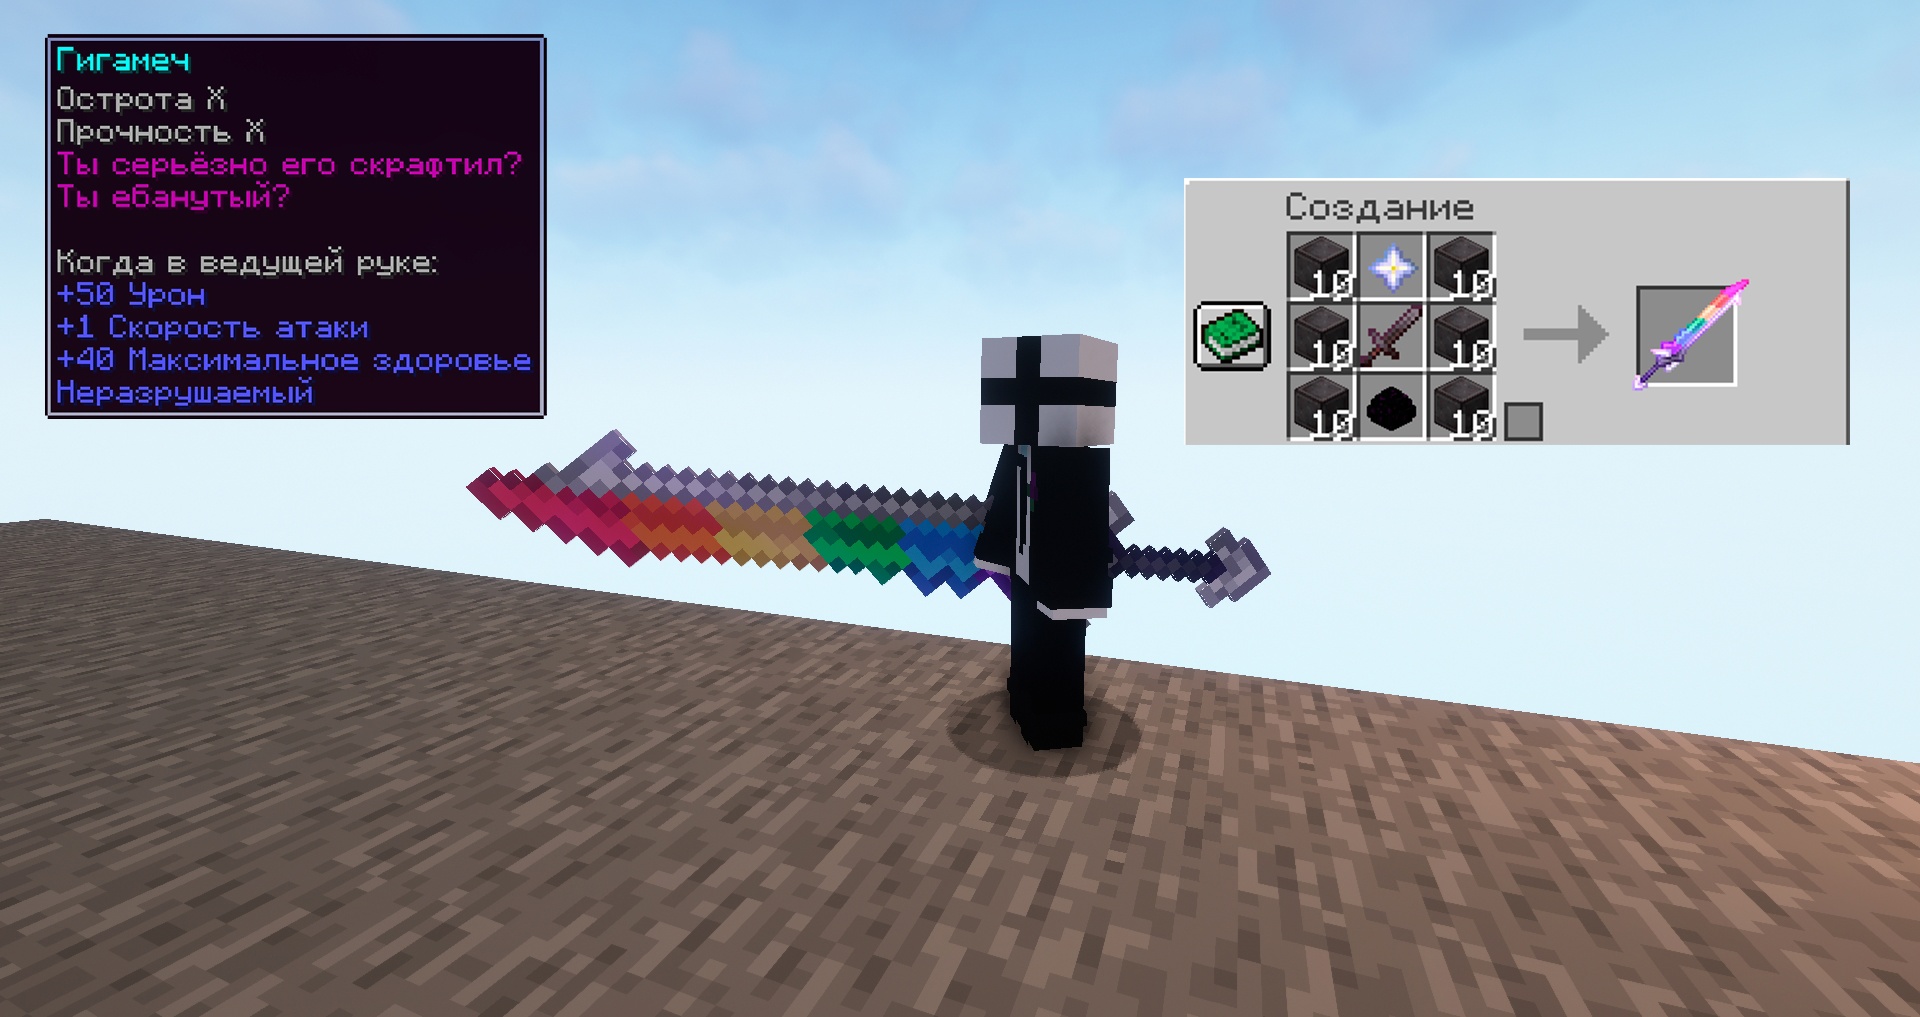 Гигамеч
Острота X
Прочность X
Ты серьёзно его скрафтил?
Ты ебанутый?
Когда в ведущей руке:
+50 Урон
+1 Скорость атаки
+40 Максимальное здоровье
Неразрушаемый
Создание
10 10
10 10
10 10